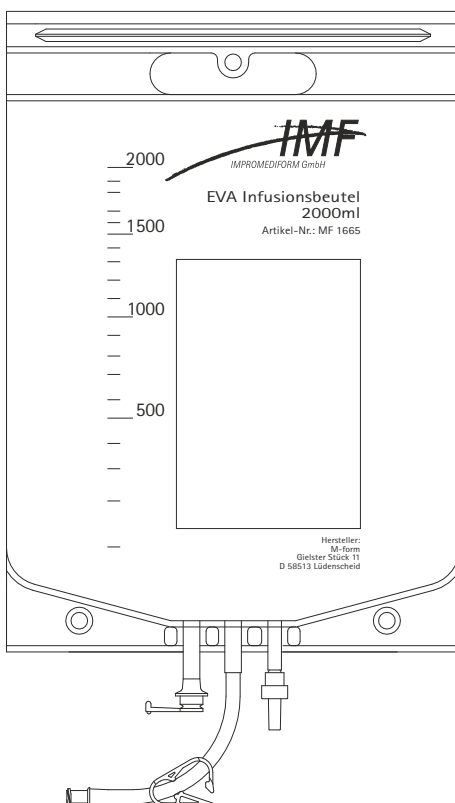 IMF
IMPROMEDIFORM GmbH
2000
EVA Infusionsbeutel
2000ml
Artikel-Nr.: MF 1665
1500
1000
500
Hersteller:
M-form
Gielster Stück 11
D 58513 Lüdenscheid